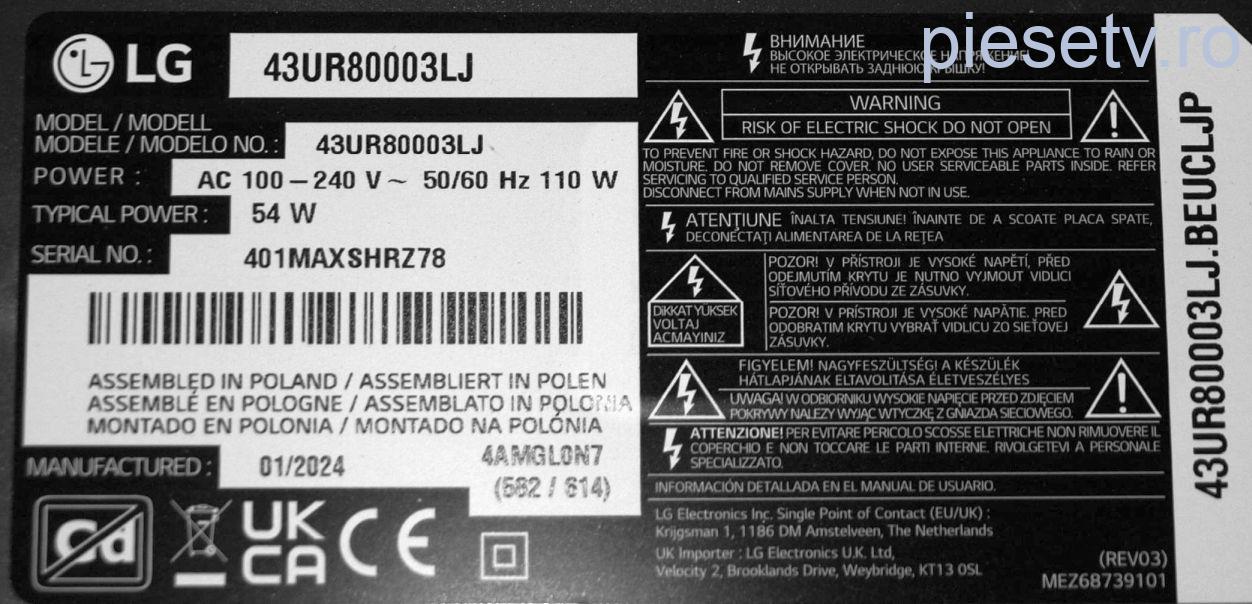 LG
43UR80003LJ
MODEL / MODELL
MODELE / MODELO NO. :
43UR80003LJ
POWER :
AC 100 – 240 V ~ 50/60 Hz 110 W
TYPICAL POWER :
54 W
SERIAL NO. :
401MAXSHRZ78
ASSEMBLED IN POLAND / ASSEMBLIERT IN POLEN
ASSEMBLÉ EN POLOGNE / ASSEMBLATO IN POLONIA
MONTADO EN POLONIA / MONTADO NA POLÓNIA
MANUFACTURED :
01/2024
4AMGL0N7
(582 / 614)
Cd
UK
CA
CE
piesetv.ro
ВНИМАНИЕ
ВЫСОКОЕ ЭЛЕКТРИЧЕСКОЕ НАПРЯЖЕНИЕ!
НЕ ОТКРЫВАТЬ ЗАДНЮЮ КРЫШКУ!
WARNING
RISK OF ELECTRIC SHOCK DO NOT OPEN
TO PREVENT FIRE OR SHOCK HAZARD, DO NOT EXPOSE THIS APPLIANCE TO RAIN OR
MOISTURE. DO NOT REMOVE COVER. NO USER SERVICEABLE PARTS INSIDE. REFER
SERVICING TO QUALIFIED SERVICE PERSON.
DISCONNECT FROM MAINS SUPPLY WHEN NOT IN USE.
ATENŢIUNE ÎNALTA TENSIUNE! ÎNAINTE DE A SCOATE PLACA SPATE,
DECONECTAŢI ALIMENTAREA DE LA REŢEA
DİKKAT YÜKSEK
VOLTAJ
ACMAYINIZ
POZOR! V PŘÍSTROJI JE VYSOKÉ NAPĚTÍ, PŘED
ODEJMUTÍM KRYTU JE NUTNO VYJMOUT VIDLICI
SÍŤOVÉHO PŘÍVODU ZE ZÁSUVKY.
POZOR! V PRÍSTROJI JE VYSOKÉ NAPÄTIE. PRED
ODOBRATIM KRYTU VYBRAŤ VIDLICU ZO SIEŤOVEJ
ZÁSUVKY.
FIGYELEM! NAGYFESZÜLTSÉG! A KÉSZÜLÉK
HÁTLAPJÁNAK ELTAVOLITÁSA ÉLETVESZÉLYES
UWAGA! W ODBIORNIKU WYSOKIE NAPIĘCIE PRZED ZDJĘCIEM
POKRYWY NALEŻY WYJĄĆ WTYCZKĘ Z GNIAZDA SIECIOWEGO.
ATTENZIONE! PER EVITARE PERICOLO SCOSSE ELETTRICHE NON RIMUOVERE IL
COPERCHIO E NON TOCCARE LE PARTI INTERNE. RIVOLGETEVI A PERSONALE
SPECIALIZZATO.
INFORMACIÓN DETALLADA EN EL MANUAL DE USUARIO.
LG Electronics Inc. Single Point of Contact (EU/UK) :
Krijgsman 1, 1186 DM Amstelveen, The Netherlands
UK Importer : LG Electronics U.K. Ltd,
Velocity 2, Brooklands Drive, Weybridge, KT13 0SL
(REV03)
MEZ68739101
43UR80003LJ.BEUCLJP